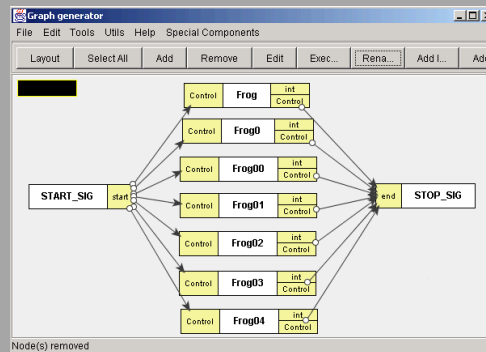 Graph generator
File Edit Tools Utils Help Special Components
Layout Select All Add Remove Edit Exec... Rena... Add I... Ad
Control Frog int
Control
Control Frog0 int
Control
Control Frog00 int
Control
START_SIG start Control Frog01 int end STOP_SIG
Control
Control Frog02 int
Control
Control Frog03 int
Control
Control Frog04 int
Control
Node(s) removed